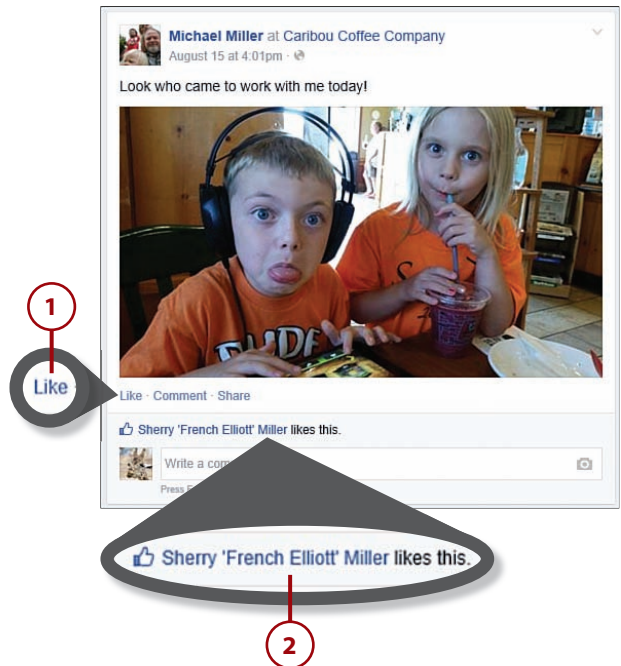 Michael Miller at Caribou Coffee Company
August 15 at 4:01pm ·
Look who came to work with me today!
DUDE
1
Like
Like · Comment · Share
Sherry 'French Elliott' Miller likes this.
Write a
Press
Sherry 'French Elliott' Miller likes this.
2